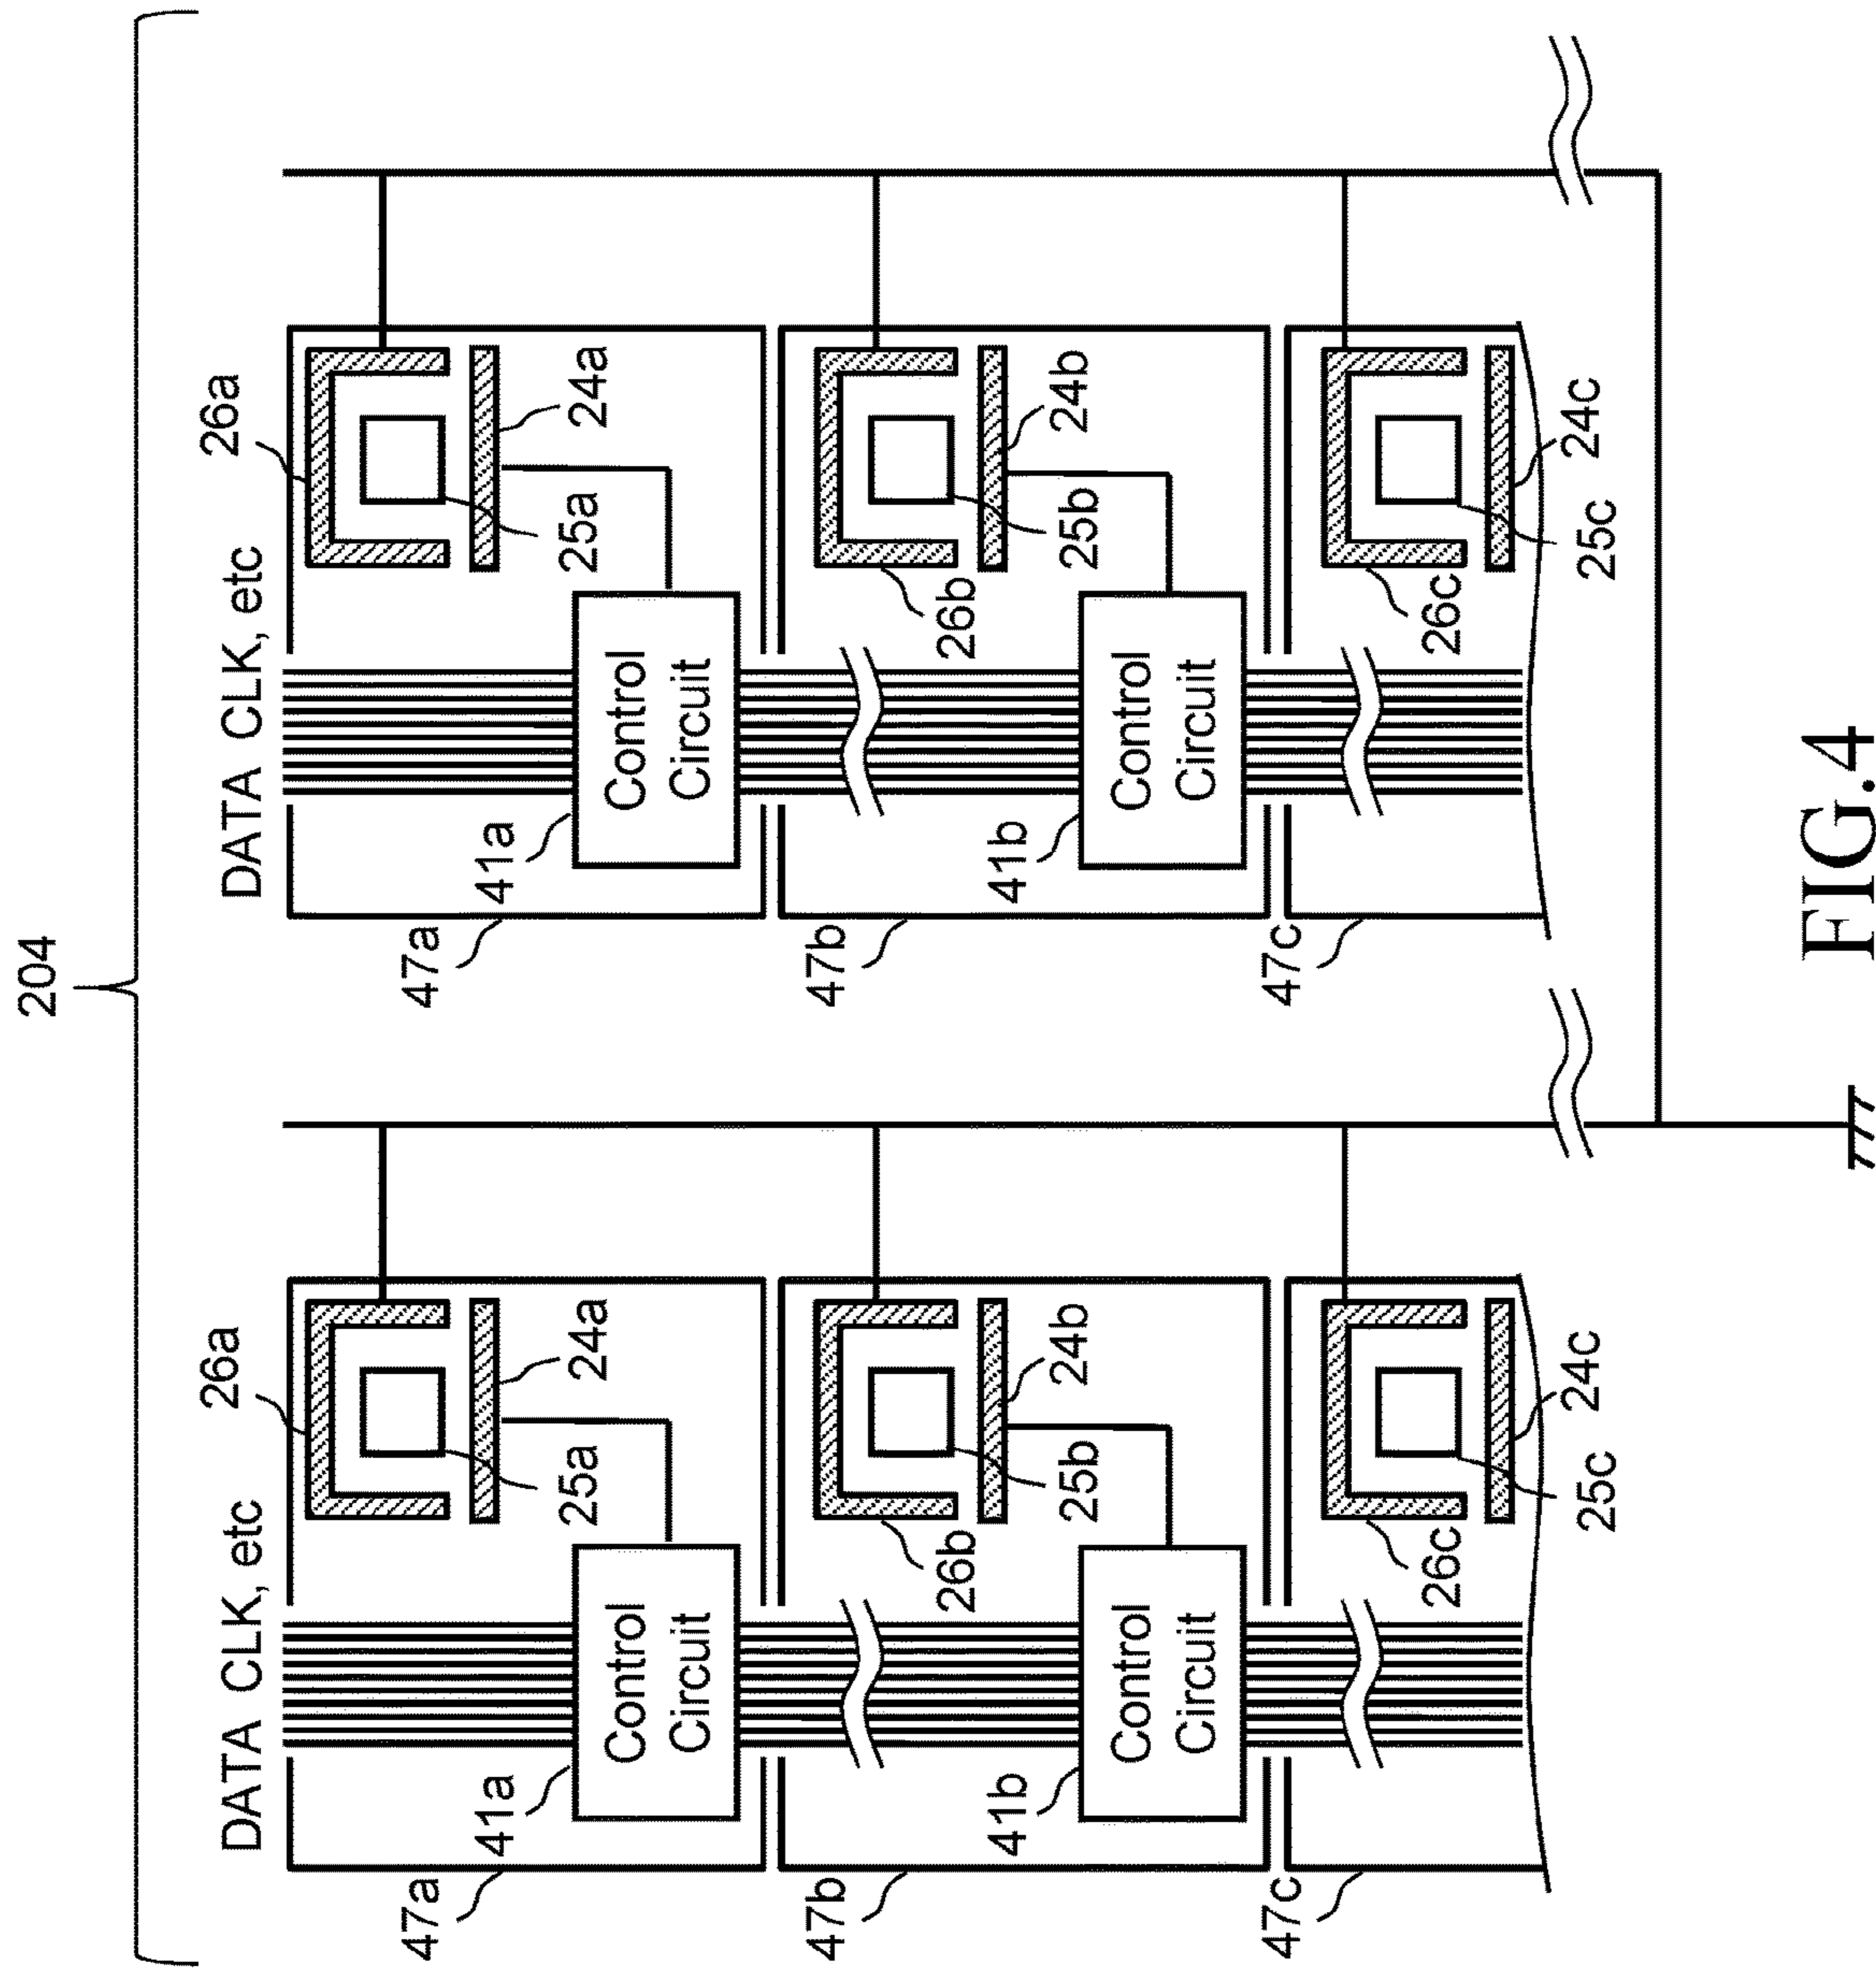 204
DATA CLK, etc
26a
47a
41a
Control
Circuit
25a
24a
47b
26b
41b
Control
Circuit
25b
24b
47c
26c
25c
24c
DATA CLK, etc
26a
47a
41a
Control
Circuit
25a
24a
47b
26b
41b
Control
Circuit
25b
24b
47c
26c
25c
24c
FIG.4